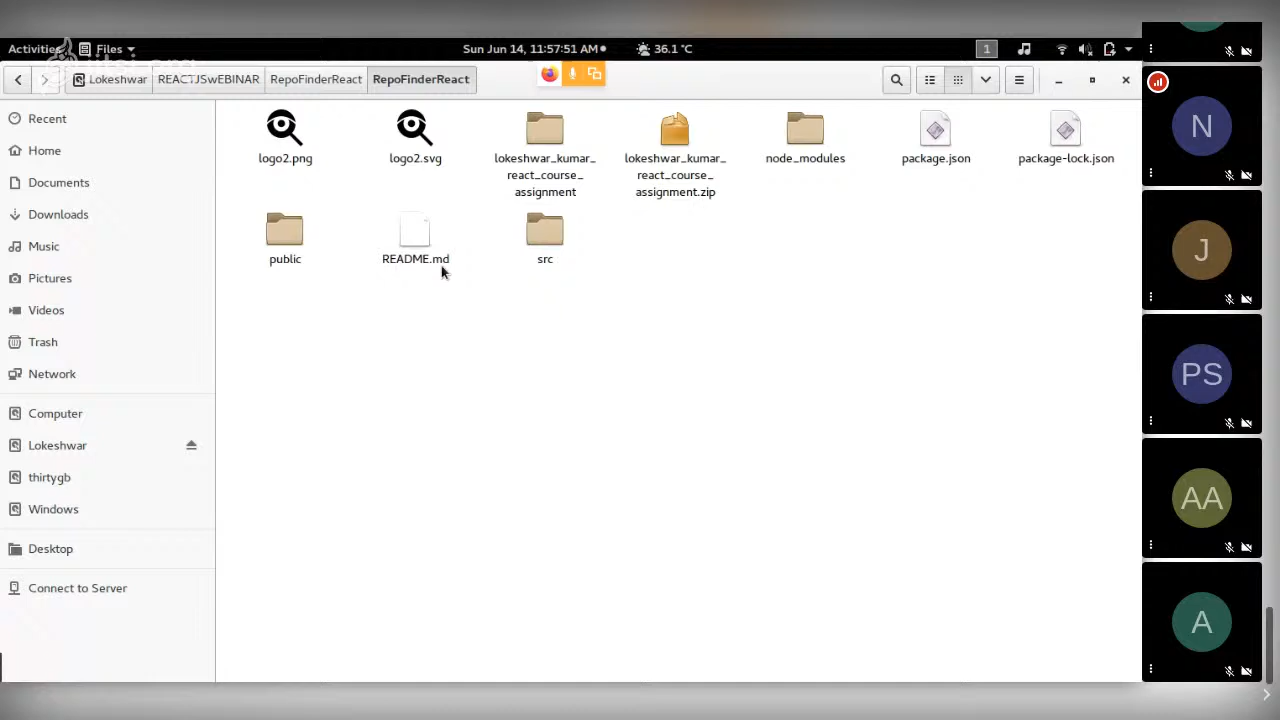 Activities Files Sun Jun 14, 11:57:51 AM 36.1 °C 1
jitsi.org
Lokeshwar REACTJSwEBINAR RepoFinderReact RepoFinderReact
Recent
Home
Documents
Downloads
Music
Pictures
Videos
Trash
Network
Computer
Lokeshwar
thirtygb
Windows
Desktop
Connect to Server
logo2.png
logo2.svg
lokeshwar_kumar_
react_course_
assignment
lokeshwar_kumar_
react_course_
assignment.zip
node_modules
package.json
package-lock.json
public
README.md
src
N
J
PS
AA
A